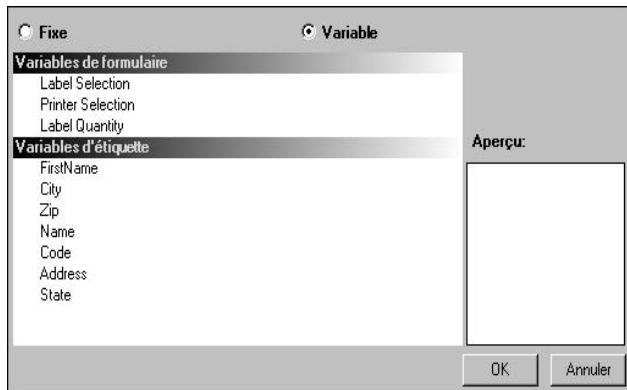 Fixe
Variable
Variables de formulaire
Label Selection
Printer Selection
Label Quantity
Variables d'étiquette
FirstName
City
Zip
Name
Code
Address
State
Aperçu:
OK
Annuler